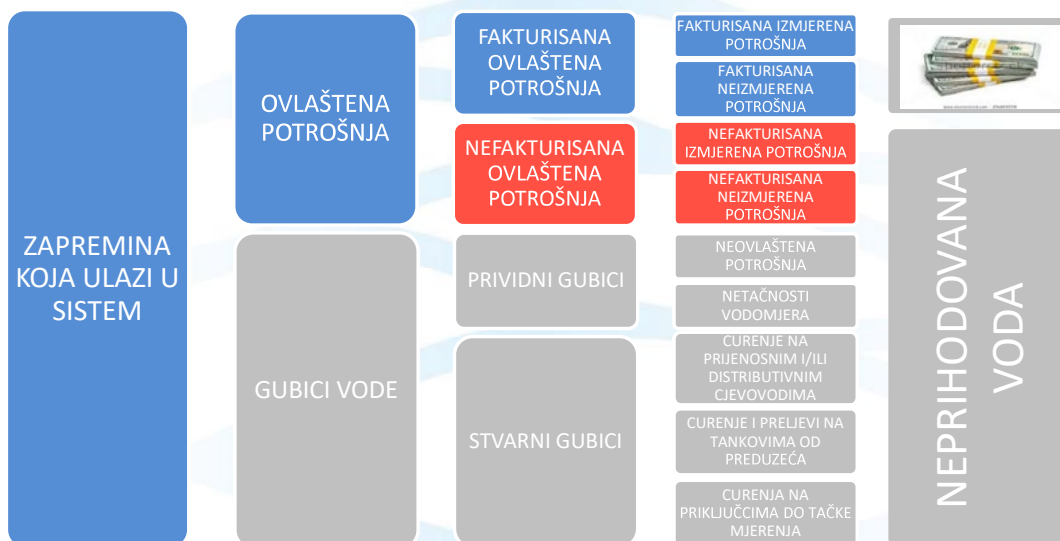 ZAPREMINA
KOJA ULAZI U
SISTEM
OVLAŠTENA
POTROŠNJA
GUBICI VODE
FAKTURISANA
OVLAŠTENA
POTROŠNJA
NEFAKTURISANA
OVLAŠTENA
POTROŠNJA
PRIVIDNI GUBICI
STVARNI GUBICI
FAKTURISANA IZMJERENA
POTROŠNJA
FAKTURISANA
NEIZMJERENA
POTROŠNJA
NEFAKTURISANA
IZMJERENA POTROŠNJA
NEFAKTURISANA
NEIZMJERENA
POTROŠNJA
NEOVLAŠTENA
POTROŠNJA
NETAČNOSTI
VODOMJERA
CURENJE NA
PRIJENOSNIM I/ILI
DISTRIBUTIVNIM
CJEVOVODIMA
CURENJE I PRELJEVI NA
TANKOVIMA OD
PREDUZEĆA
CURENJA NA
PRIKLJUČCIMA DO TAČKE
MJERENJA
NEPRIHODOVANA
VODA